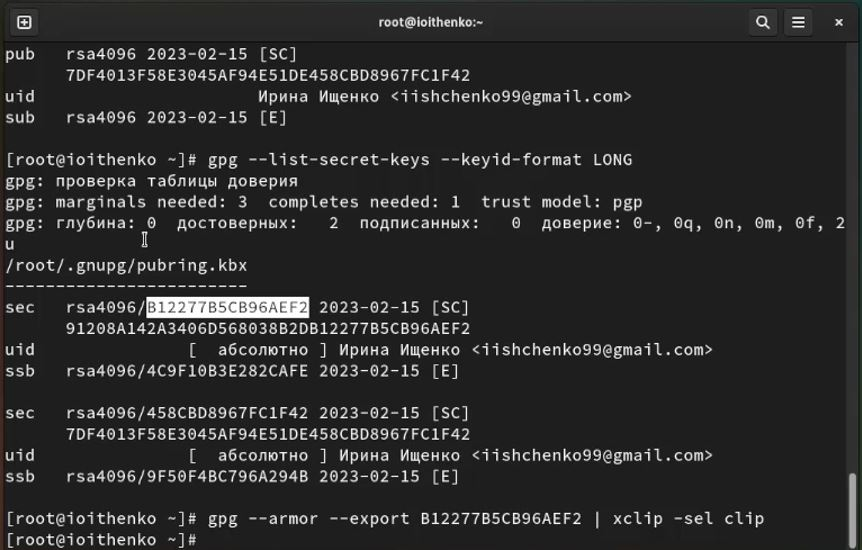 root@ioithenko:~
pub   rsa4096 2023-02-15 [SC]
      7DF4013F58E3045AF94E51DE458CBD8967FC1F42
uid                      Ирина Ищенко <iishchenko99@gmail.com>
sub   rsa4096 2023-02-15 [E]
[root@ioithenko ~]# gpg --list-secret-keys --keyid-format LONG
gpg: проверка таблицы доверия
gpg: marginals needed: 3  completes needed: 1  trust model: pgp
gpg: глубина: 0  достоверных:   2  подписанных:   0  доверие: 0-, 0q, 0n, 0m, 0f, 2
u
/root/.gnupg/pubring.kbx
------------------------
sec   rsa4096/B12277B5CB96AEF2 2023-02-15 [SC]
      91208A142A3406D568038B2DB12277B5CB96AEF2
uid               [  абсолютно ] Ирина Ищенко <iishchenko99@gmail.com>
ssb   rsa4096/4C9F10B3E282CAFE 2023-02-15 [E]
sec   rsa4096/458CBD8967FC1F42 2023-02-15 [SC]
      7DF4013F58E3045AF94E51DE458CBD8967FC1F42
uid               [  абсолютно ] Ирина Ищенко <iishchenko99@gmail.com>
ssb   rsa4096/9F50F4BC796A294B 2023-02-15 [E]
[root@ioithenko ~]# gpg --armor --export B12277B5CB96AEF2 | xclip -sel clip
[root@ioithenko ~]#